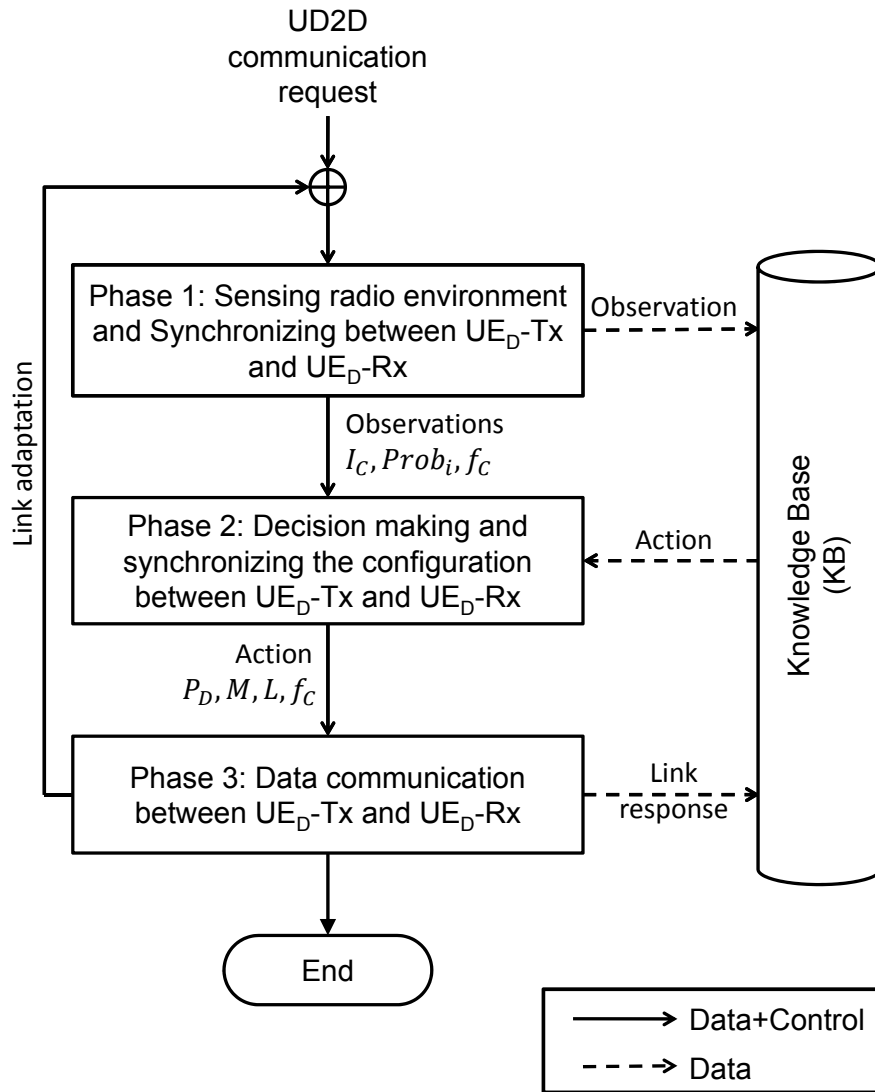 UD2D
communication
request
Link adaptation
Phase 1: Sensing radio environment
and Synchronizing between UE_D-Tx
and UE_D-Rx
Observation
Observations
I_C, Prob_i, f_C
Phase 2: Decision making and
synchronizing the configuration
between UE_D-Tx and UE_D-Rx
Action
Action
P_D, M, L, f_C
Phase 3: Data communication
between UE_D-Tx and UE_D-Rx
Link
response
Knowledge Base
(KB)
End
Data+Control
Data